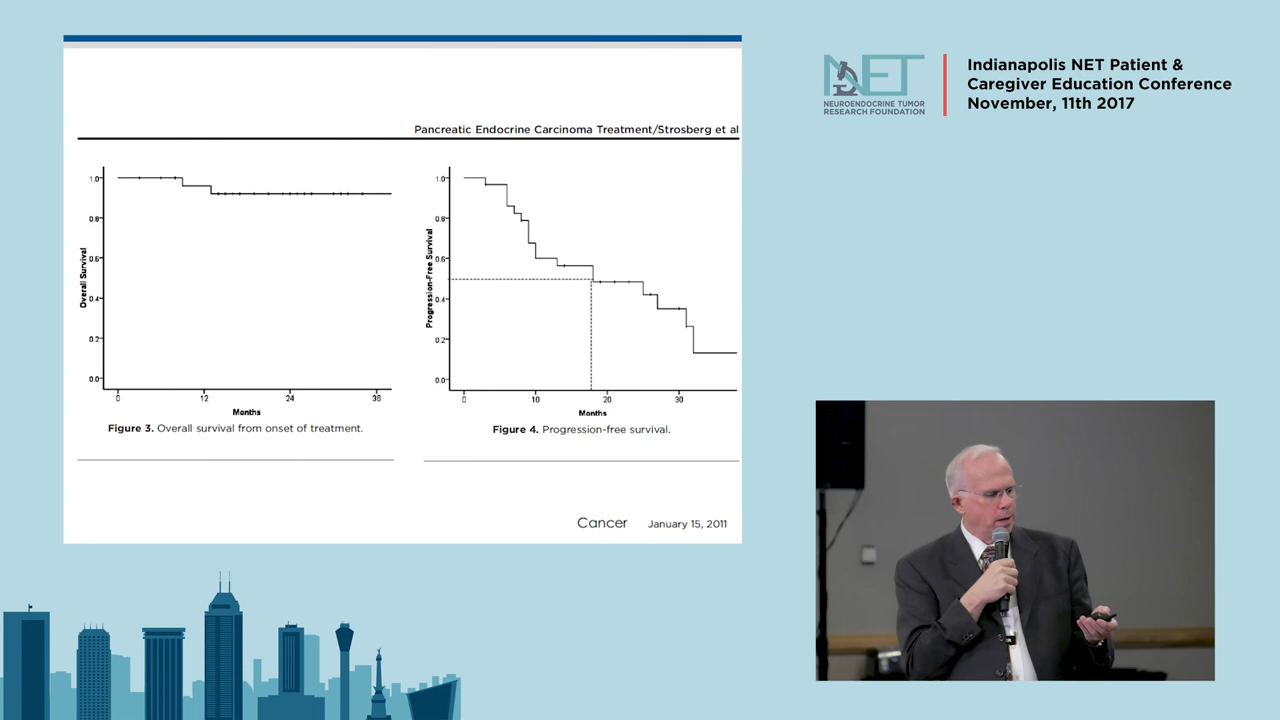 Pancreatic Endocrine Carcinoma Treatment/Strosberg et al
1.0
0.8
0.6
0.4
0.2
0.0
Overall Survival
0
12
24
36
Months
Figure 3. Overall survival from onset of treatment.
1.0
0.8
0.6
0.4
0.2
0.0
Progression-Free Survival
0
10
20
30
Months
Figure 4. Progression-free survival.
Cancer January 15, 2011
NET
NEUROENDOCRINE TUMOR
RESEARCH FOUNDATION
Indianapolis NET Patient &
Caregiver Education Conference
November, 11th 2017